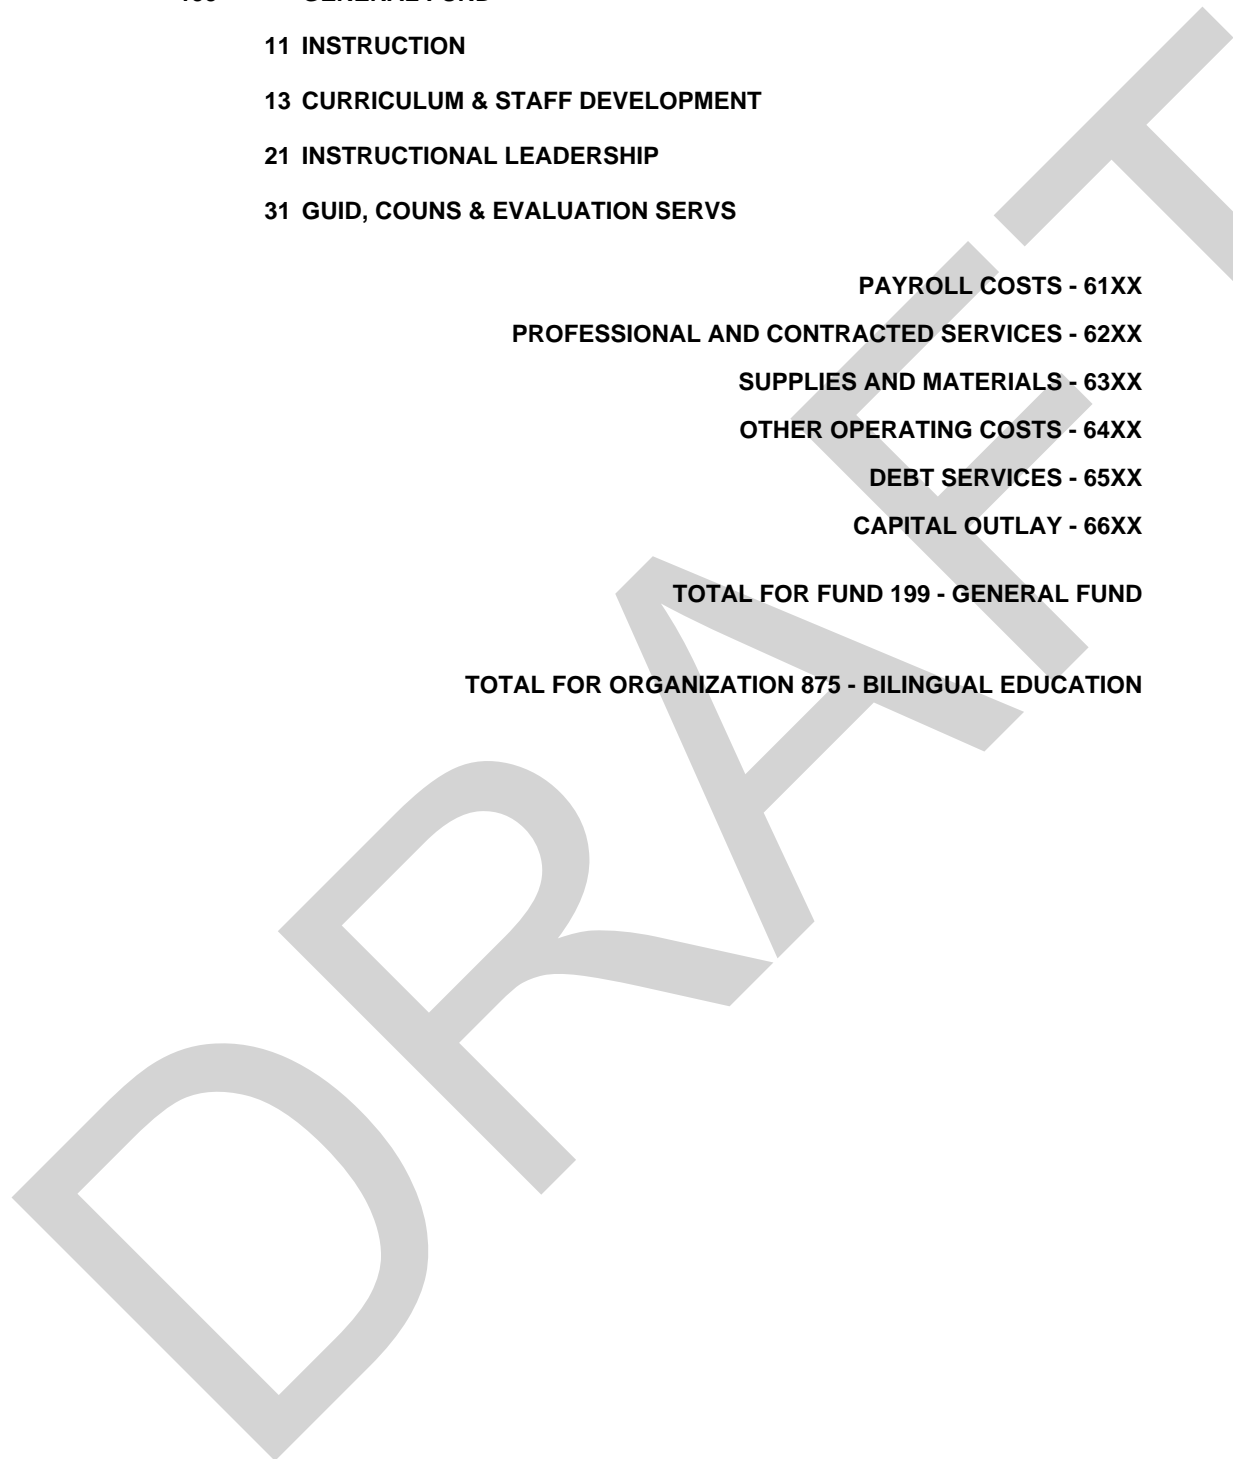 GENERAL FUND
11 INSTRUCTION
13 CURRICULUM & STAFF DEVELOPMENT
21 INSTRUCTIONAL LEADERSHIP
31 GUID, COUNS & EVALUATION SERVS
PAYROLL COSTS - 61XX
PROFESSIONAL AND CONTRACTED SERVICES - 62XX
SUPPLIES AND MATERIALS - 63XX
OTHER OPERATING COSTS - 64XX
DEBT SERVICES - 65XX
CAPITAL OUTLAY - 66XX
TOTAL FOR FUND 199 - GENERAL FUND
TOTAL FOR ORGANIZATION 875 - BILINGUAL EDUCATION
DRAFT